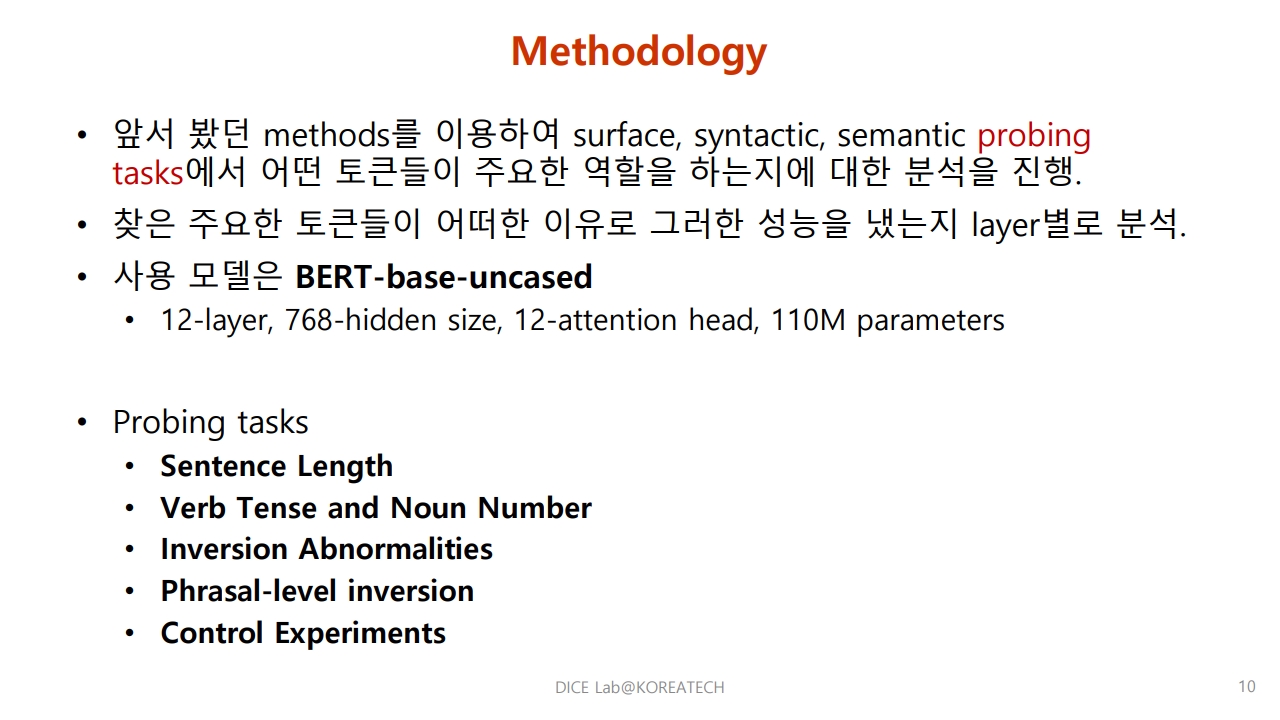 Methodology
• 앞서 봤던 methods를 이용하여 surface, syntactic, semantic probing
tasks에서 어떤 토큰들이 주요한 역할을 하는지에 대한 분석을 진행.
• 찾은 주요한 토큰들이 어떠한 이유로 그러한 성능을 냈는지 layer별로 분석.
• 사용 모델은 BERT-base-uncased
• 12-layer, 768-hidden size, 12-attention head, 110M parameters
• Probing tasks
• Sentence Length
• Verb Tense and Noun Number
• Inversion Abnormalities
• Phrasal-level inversion
• Control Experiments
DICE Lab@KOREATECH
10